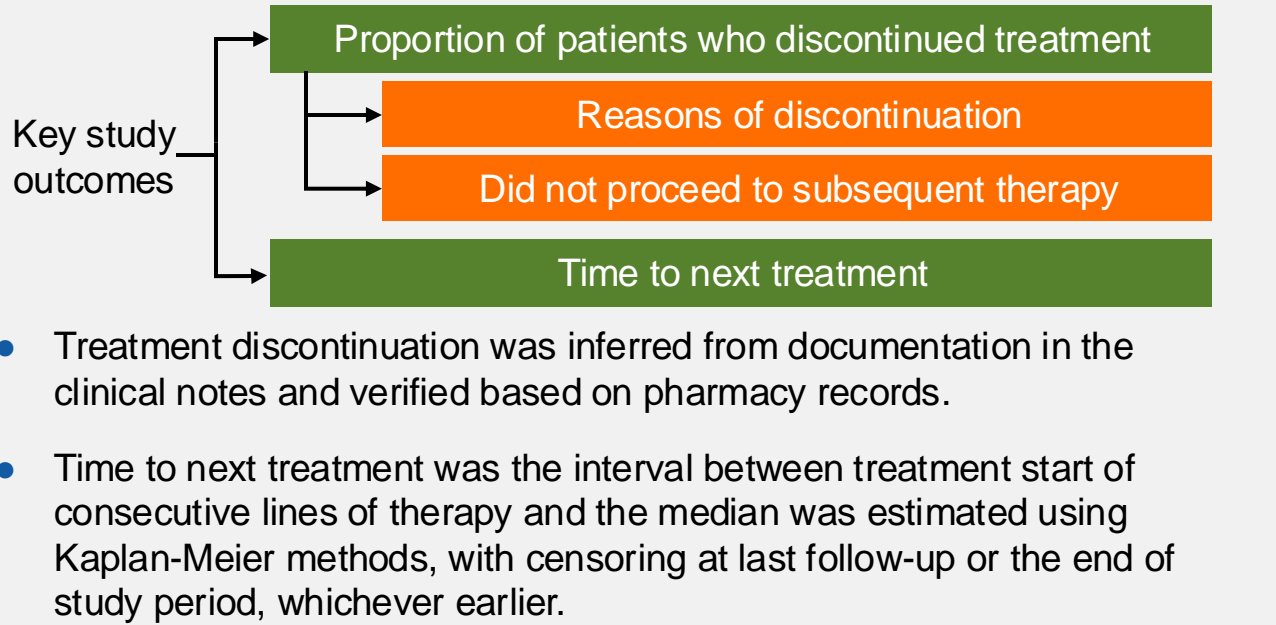 Proportion of patients who discontinued treatment
Reasons of discontinuation
Key study
outcomes
Did not proceed to subsequent therapy
Time to next treatment
● Treatment discontinuation was inferred from documentation in the
clinical notes and verified based on pharmacy records.
● Time to next treatment was the interval between treatment start of
consecutive lines of therapy and the median was estimated using
Kaplan-Meier methods, with censoring at last follow-up or the end of
study period, whichever earlier.